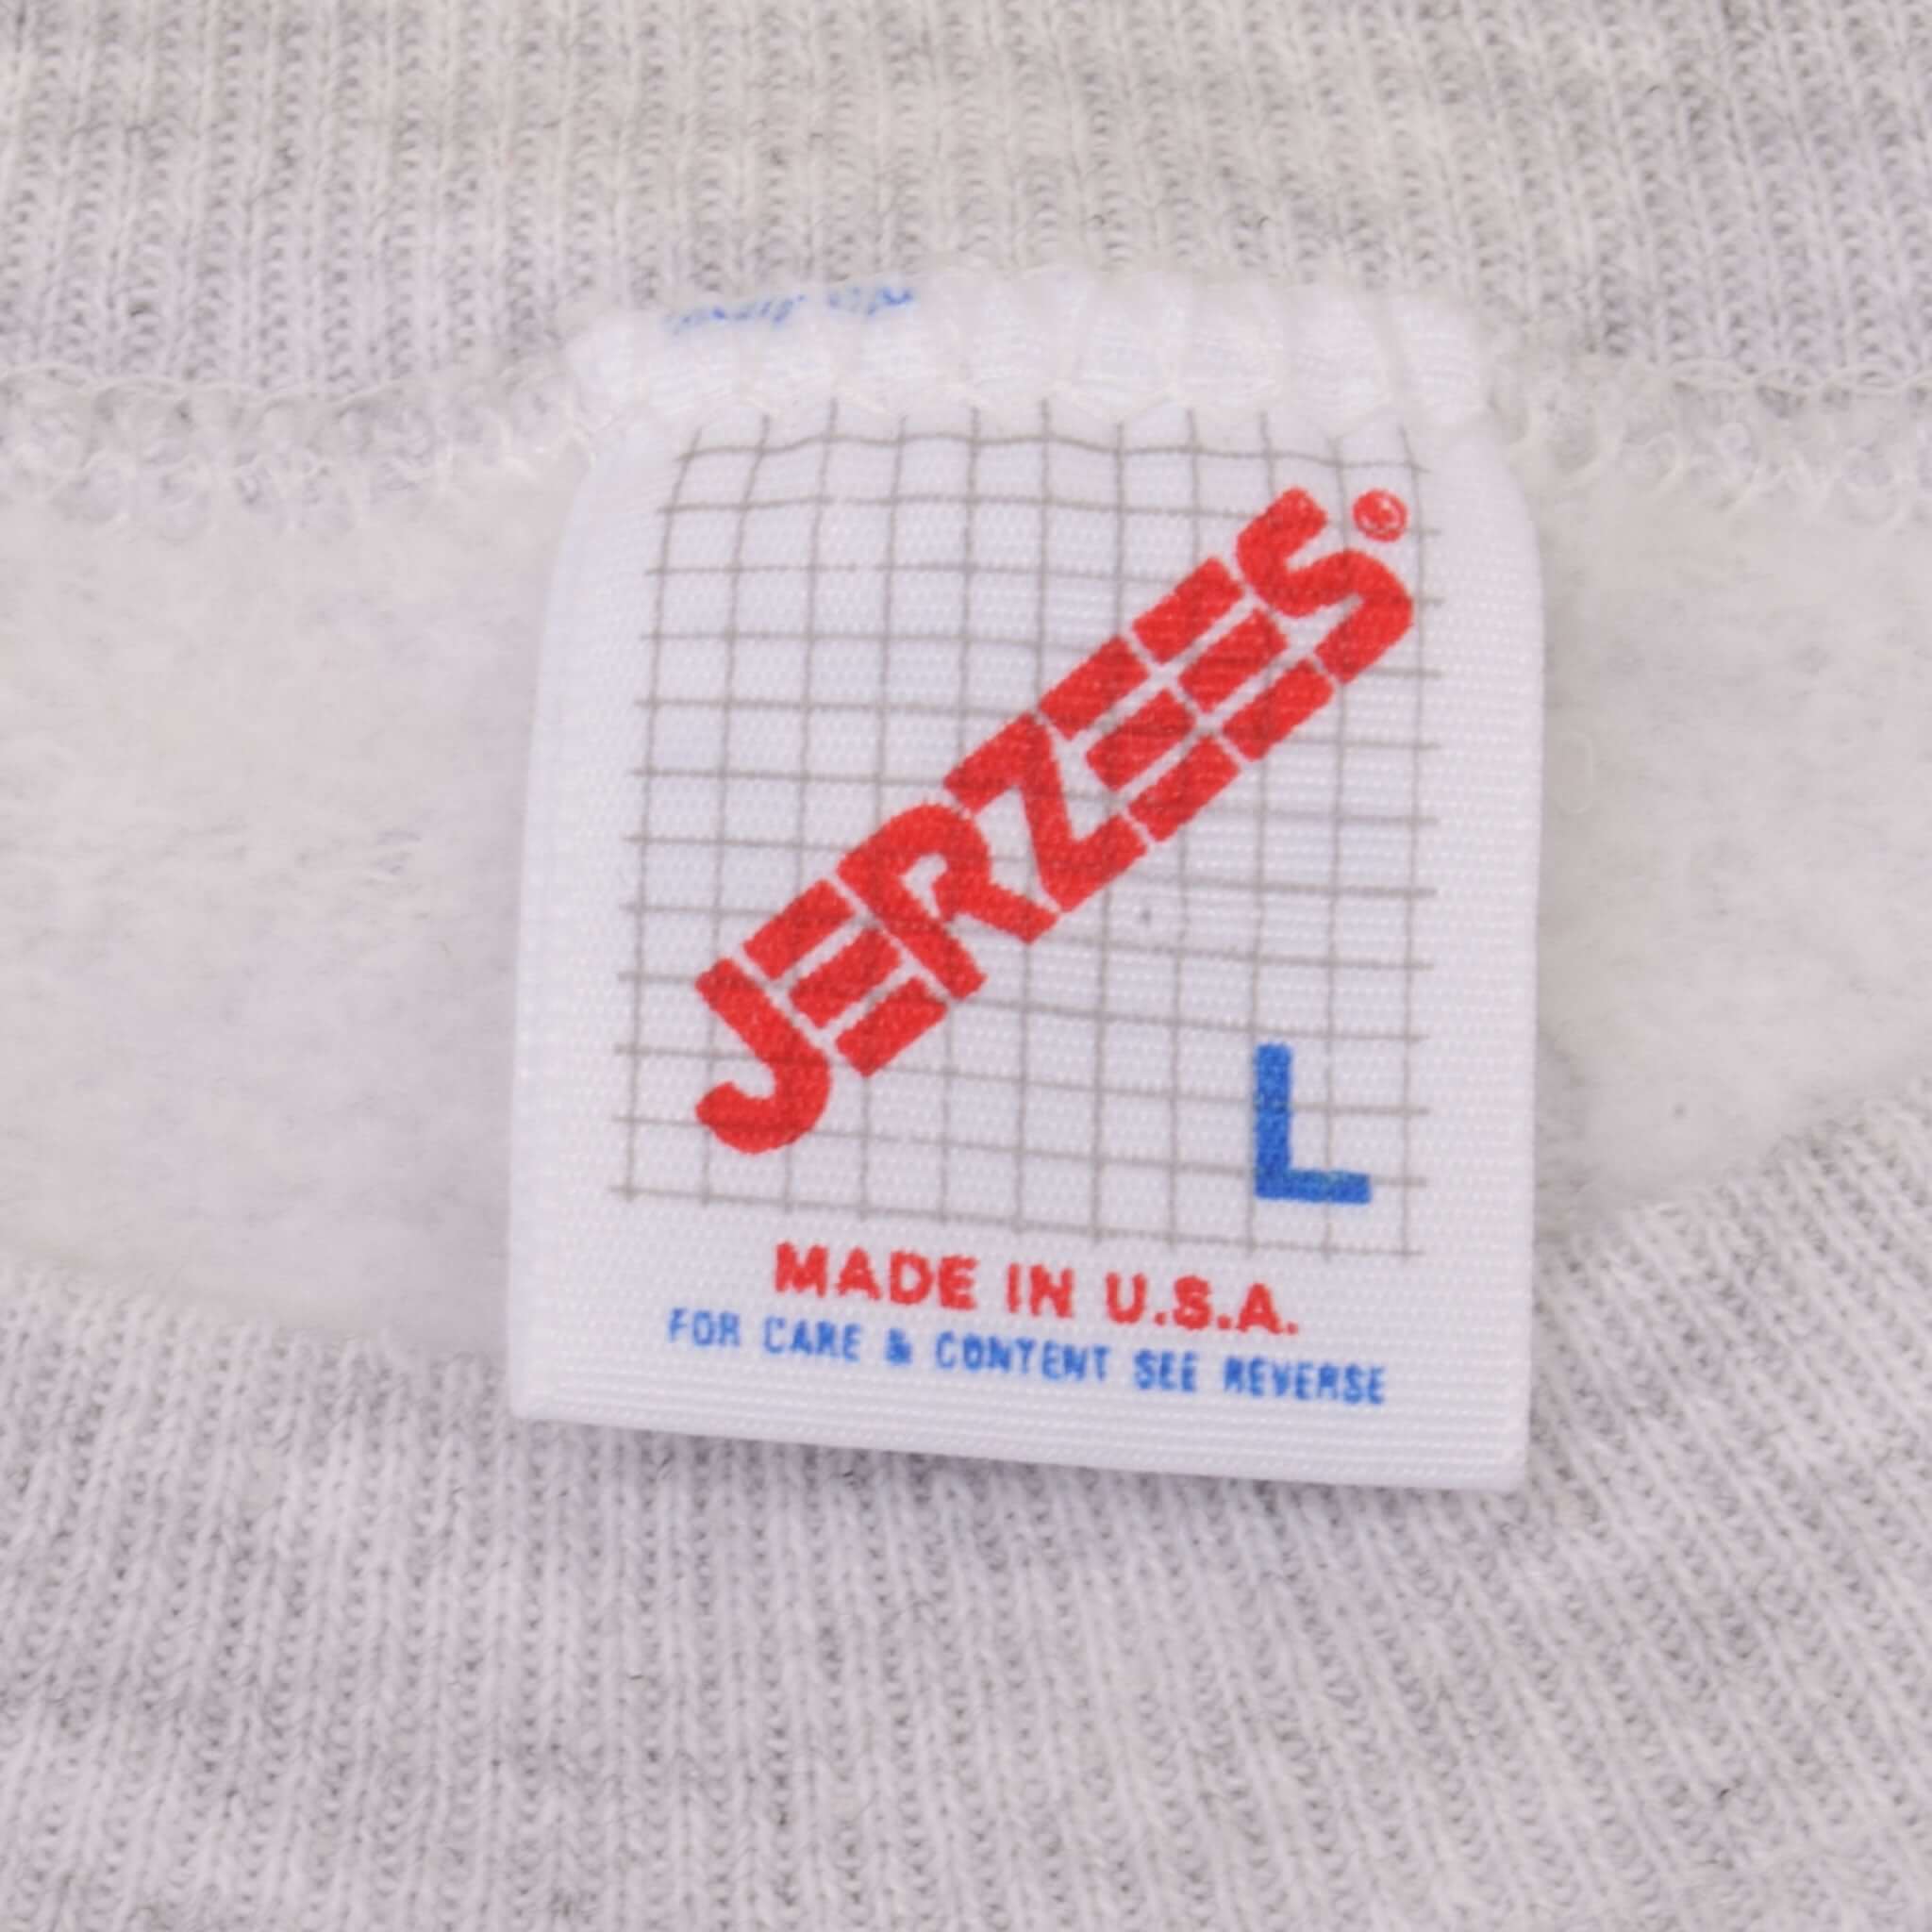 JERZEES®
L
MADE IN U.S.A.
FOR CARE & CONTENT SEE REVERSE